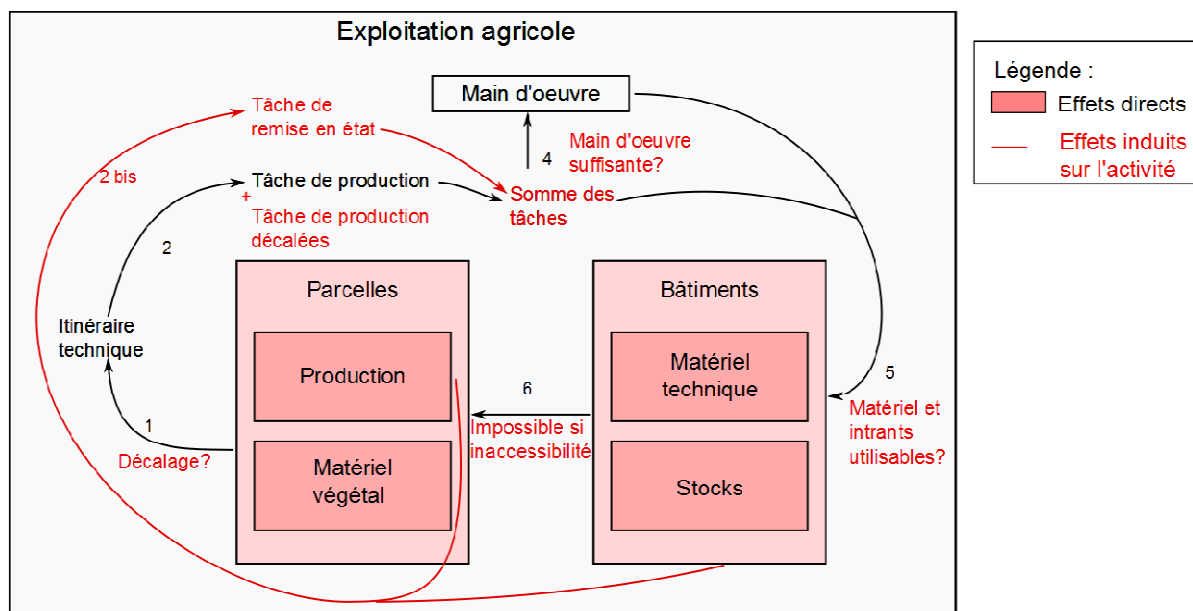 Exploitation agricole
Légende :
Effets directs
Effets induits
sur l'activité
Main d'oeuvre
Tâche de
remise en état
4
Main d'oeuvre
suffisante?
2 bis
Tâche de production
+
Tâche de production
décalées
Somme des
tâches
2
Parcelles
Bâtiments
Itinéraire
technique
Production
Matériel
technique
6
5
Impossible si
inaccessibilité
Matériel et
intrants
utilisables?
1
Décalage?
Matériel
végétal
Stocks